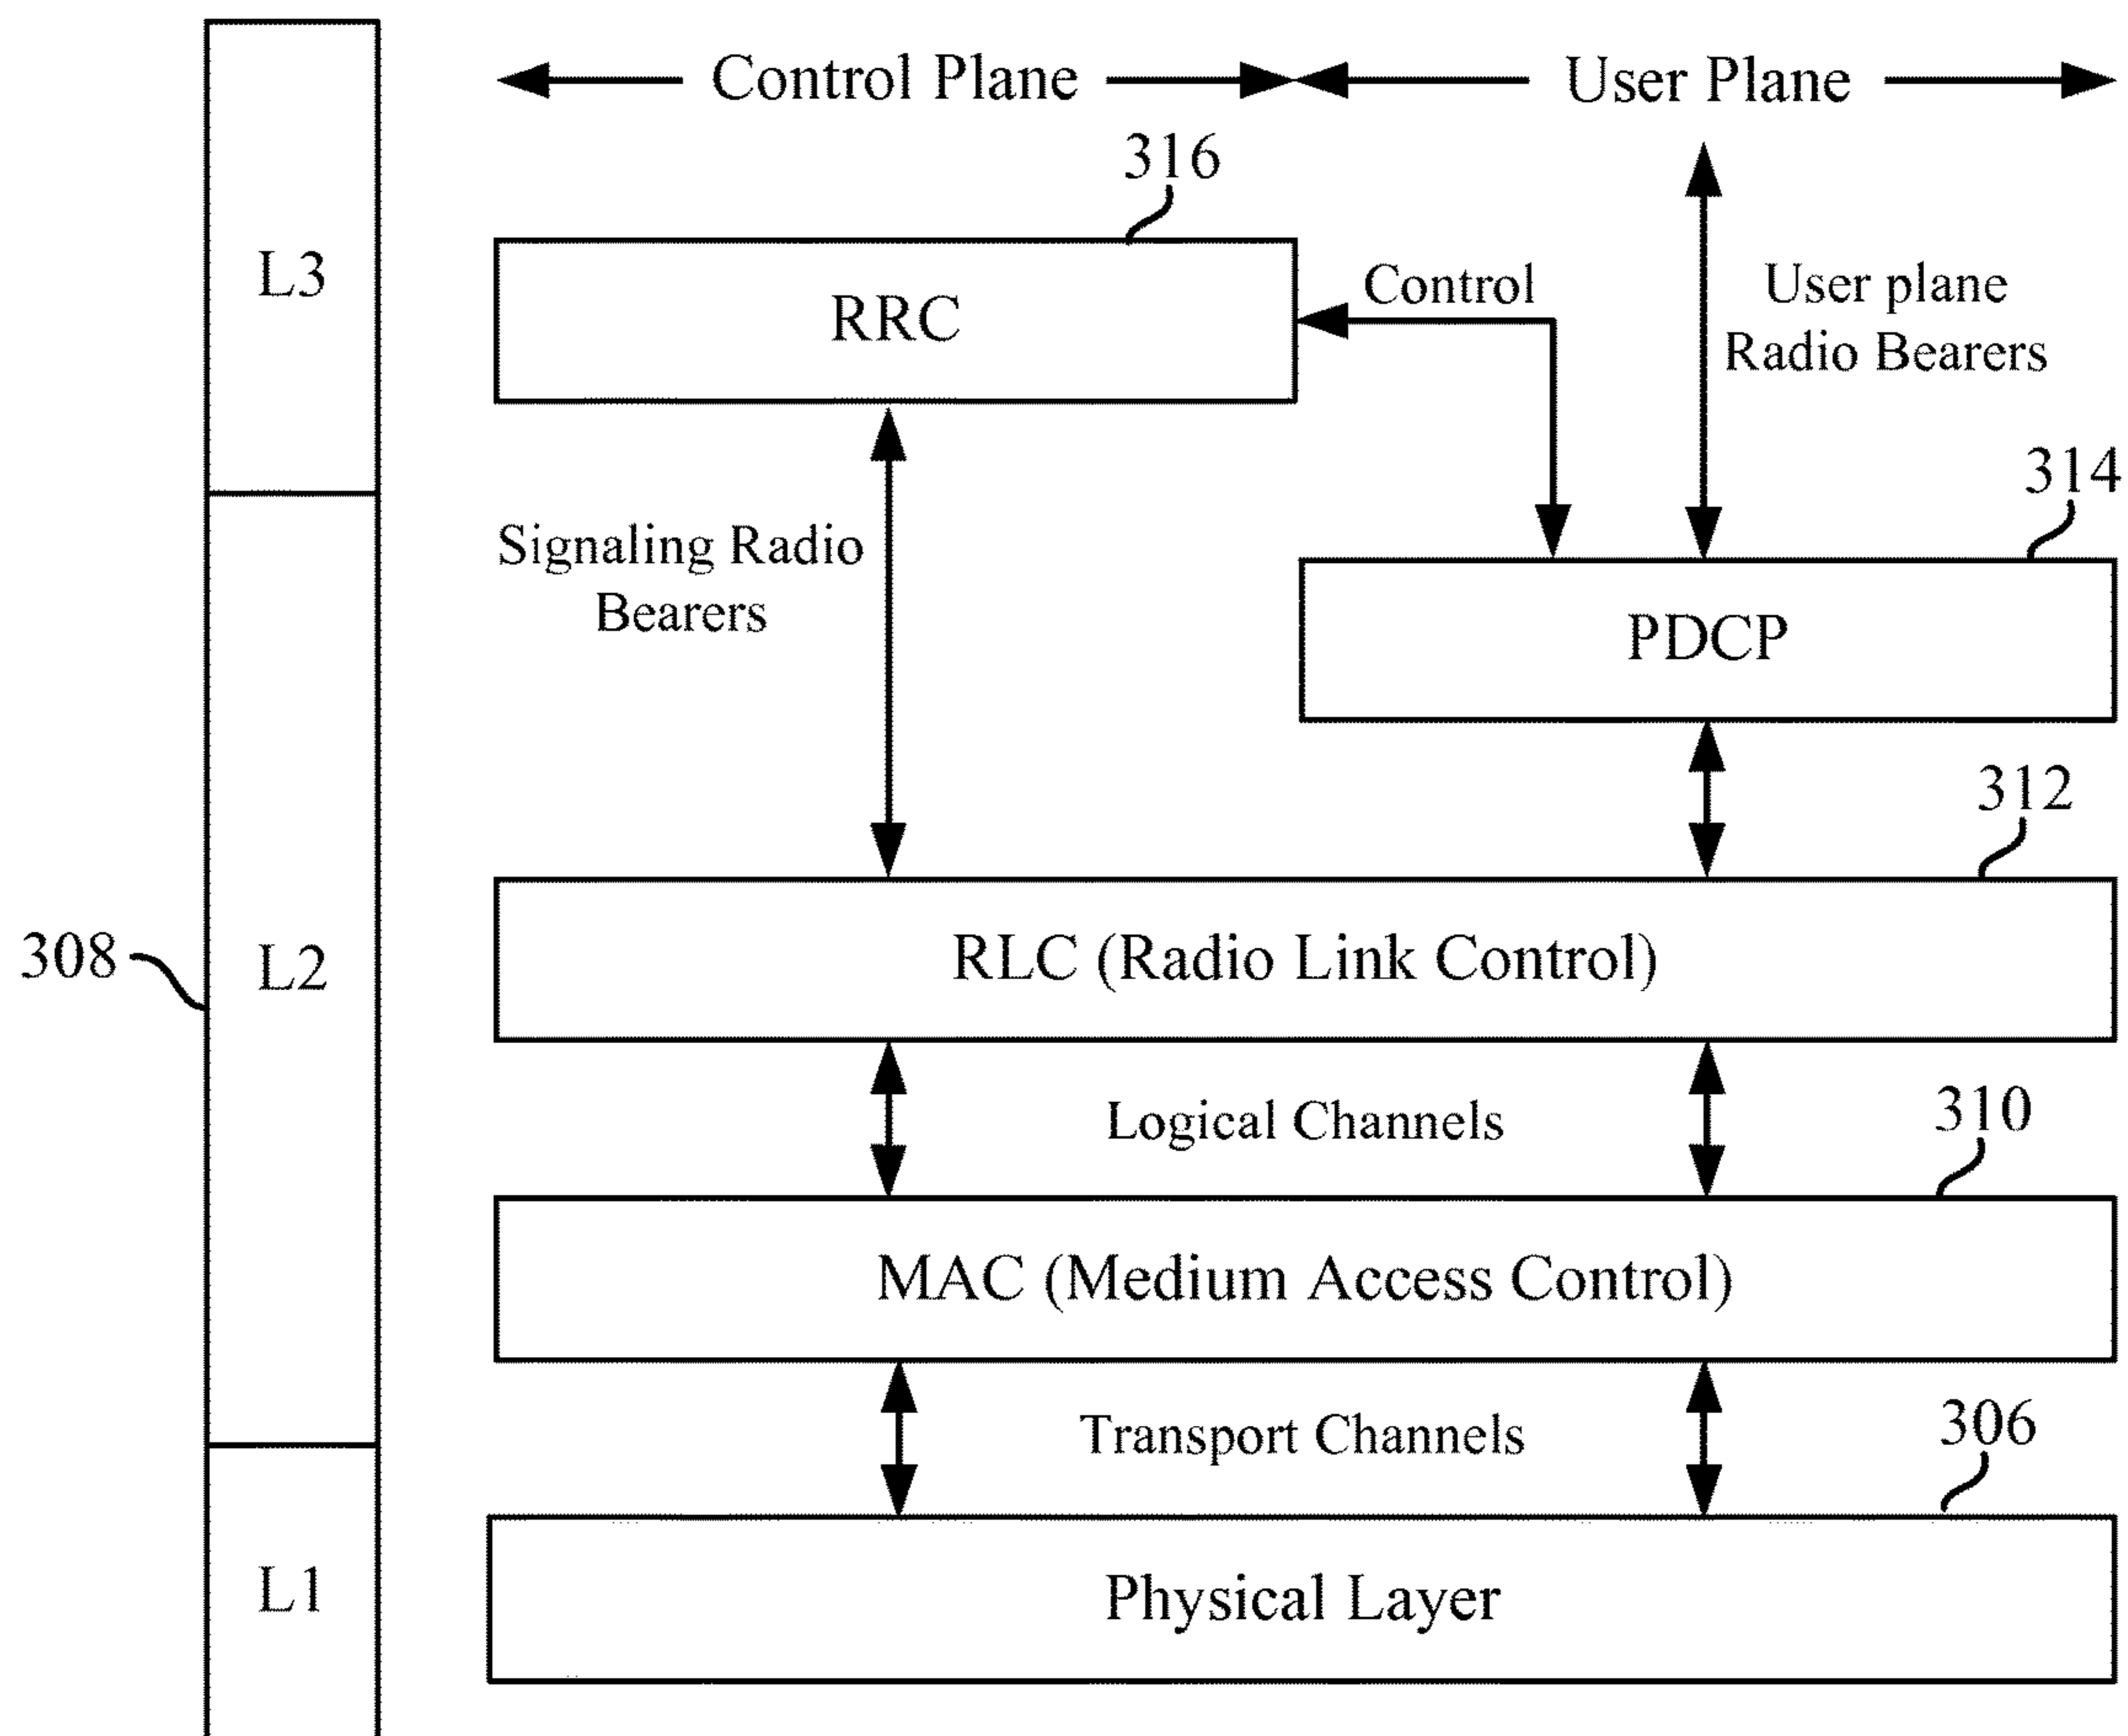 Control Plane
User Plane
316
L3
RRC
Control
User plane
Radio Bearers
314
Signaling Radio
Bearers
PDCP
312
308
L2
RLC (Radio Link Control)
Logical Channels
310
MAC (Medium Access Control)
Transport Channels
306
L1
Physical Layer